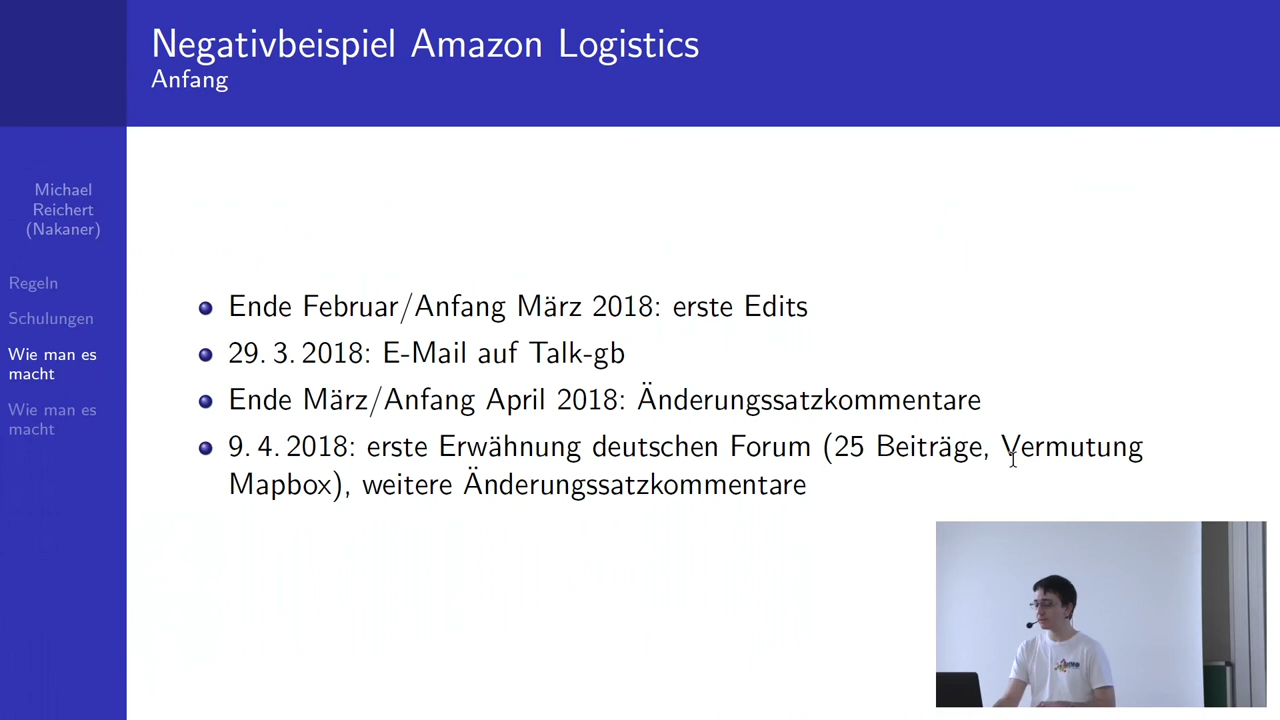 Negativbeispiel Amazon Logistics
Anfang
Michael
Reichert
(Nakaner)
Regeln
Schulungen
Wie man es
macht
Wie man es
macht
Ende Februar/Anfang März 2018: erste Edits
29. 3. 2018: E-Mail auf Talk-gb
Ende März/Anfang April 2018: Änderungssatzkommentare
9. 4. 2018: erste Erwähnung deutschen Forum (25 Beiträge, Vermutung
Mapbox), weitere Änderungssatzkommentare